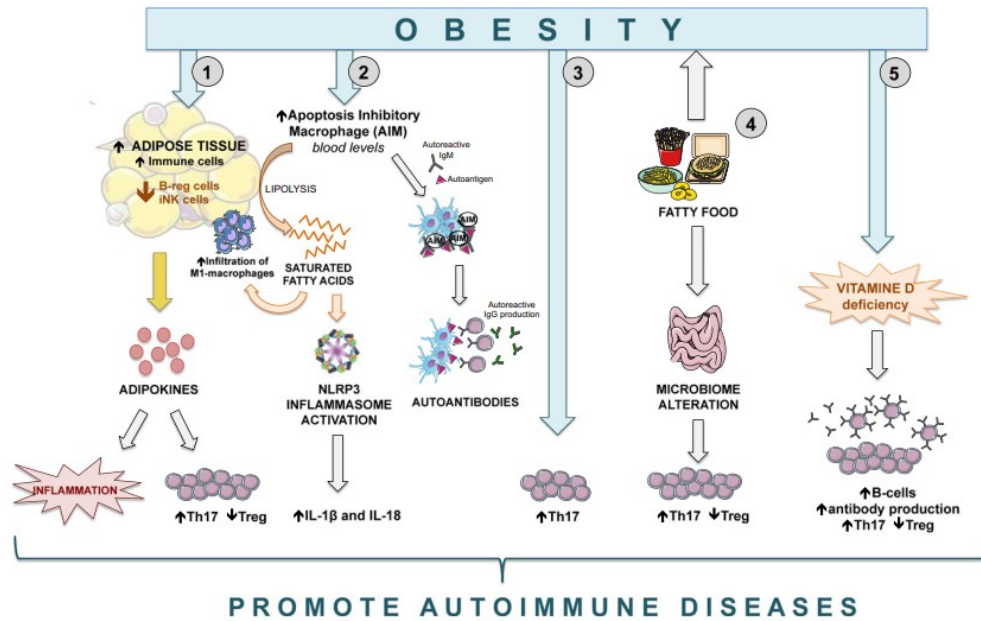 OBESITY
1
ADIPOSE TISSUE
Immune cells
B-reg cells
iNK cells
Infiltration of
M1-macrophages
ADIPOKINES
INFLAMMATION
↑Th17 ↓Treg
2
↑Apoptosis Inhibitory
Macrophage (AIM)
blood levels
LIPOLYSIS
SATURATED
FATTY ACIDS
NLRP3
INFLAMMASOME
ACTIVATION
↑IL-1β and IL-18
Autoreactive
IgM
Autoantigen
AIM
AIM
AIM
Autoreactive
IgG production
AUTOANTIBODIES
3
↑Th17
4
FATTY FOOD
MICROBIOME
ALTERATION
↑Th17 ↓Treg
5
VITAMINE D
deficiency
↑B-cells
↑antibody production
↑Th17 ↓Treg
PROMOTE AUTOIMMUNE DISEASES